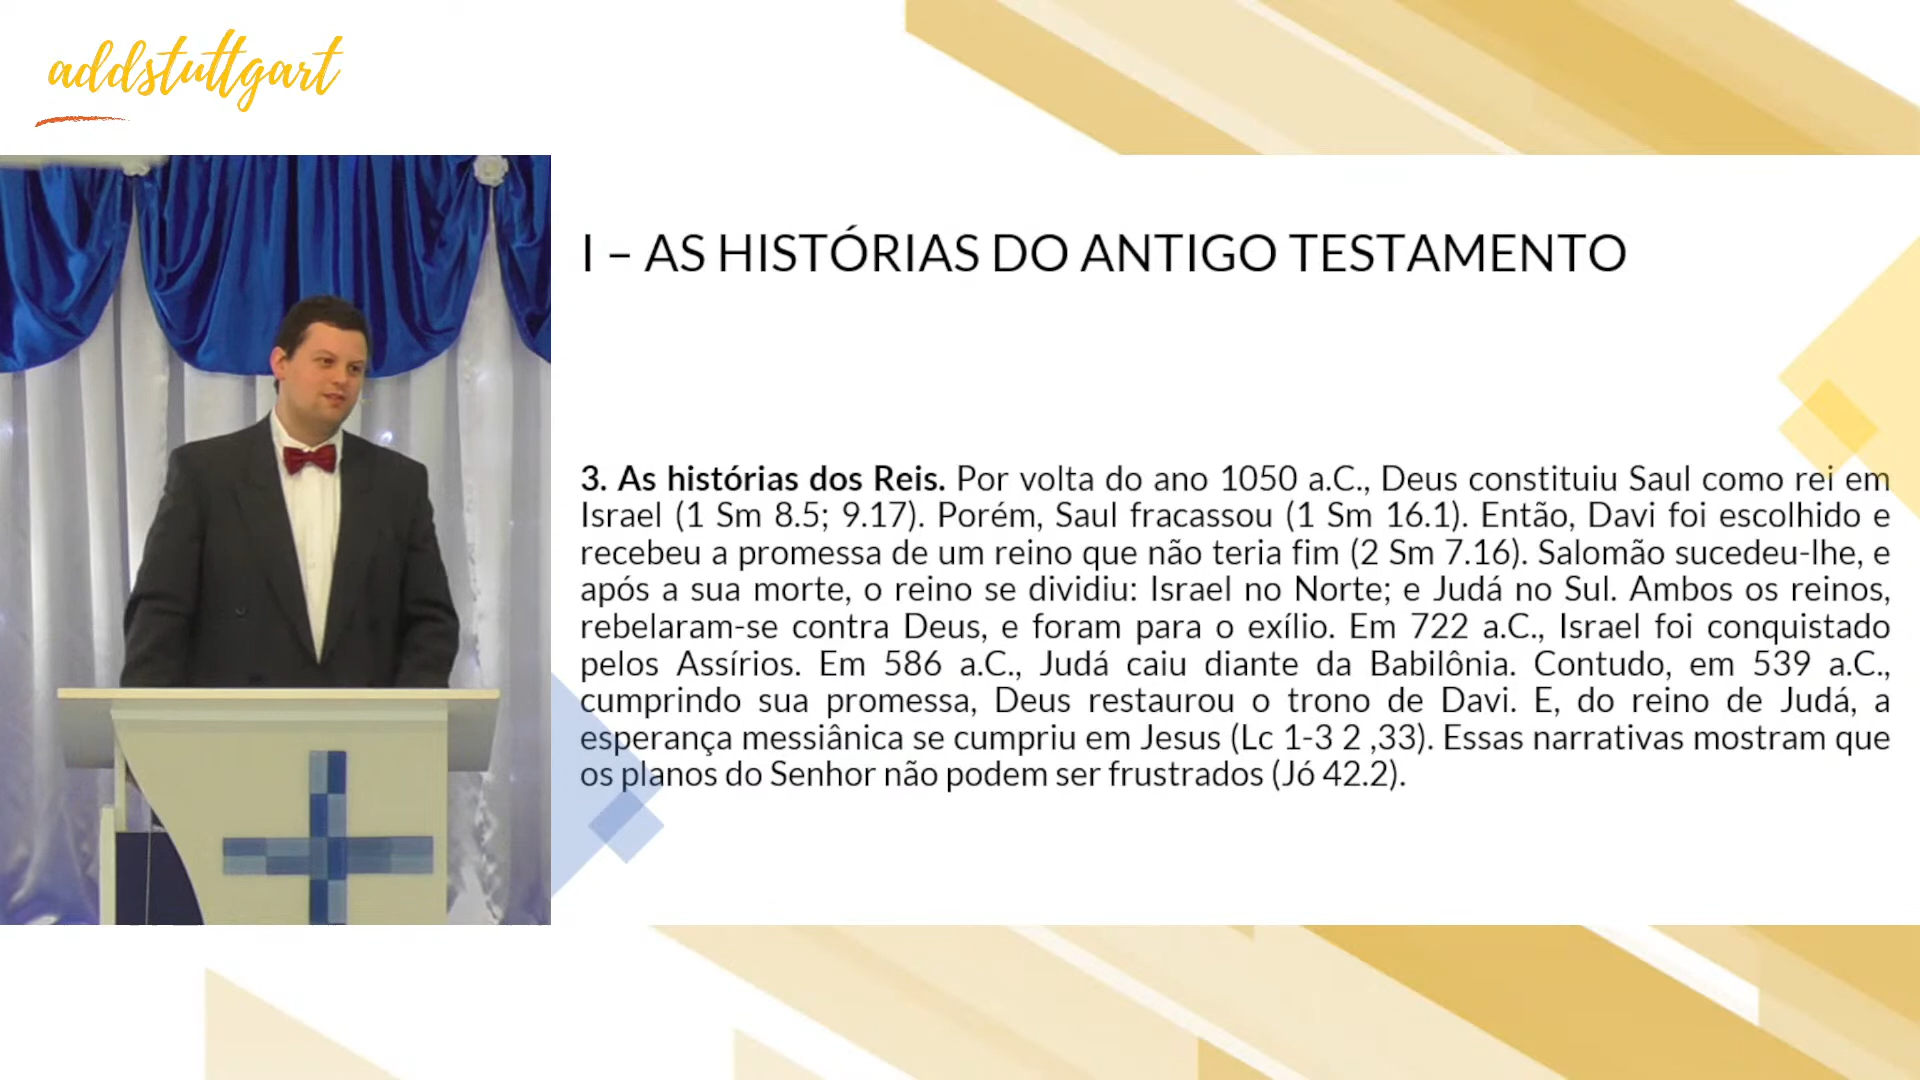 addstuttgart
I – AS HISTÓRIAS DO ANTIGO TESTAMENTO
3. As histórias dos Reis. Por volta do ano 1050 a.C., Deus constituiu Saul como rei em
Israel (1 Sm 8.5; 9.17). Porém, Saul fracassou (1 Sm 16.1). Então, Davi foi escolhido e
recebeu a promessa de um reino que não teria fim (2 Sm 7.16). Salomão sucedeu-lhe, e
após a sua morte, o reino se dividiu: Israel no Norte; e Judá no Sul. Ambos os reinos,
rebelaram-se contra Deus, e foram para o exílio. Em 722 a.C., Israel foi conquistado
pelos Assírios. Em 586 a.C., Judá caiu diante da Babilônia. Contudo, em 539 a.C.,
cumprindo sua promessa, Deus restaurou o trono de Davi. E, do reino de Judá, a
esperança messiânica se cumpriu em Jesus (Lc 1-3 2 ,33). Essas narrativas mostram que
os planos do Senhor não podem ser frustrados (Jó 42.2).